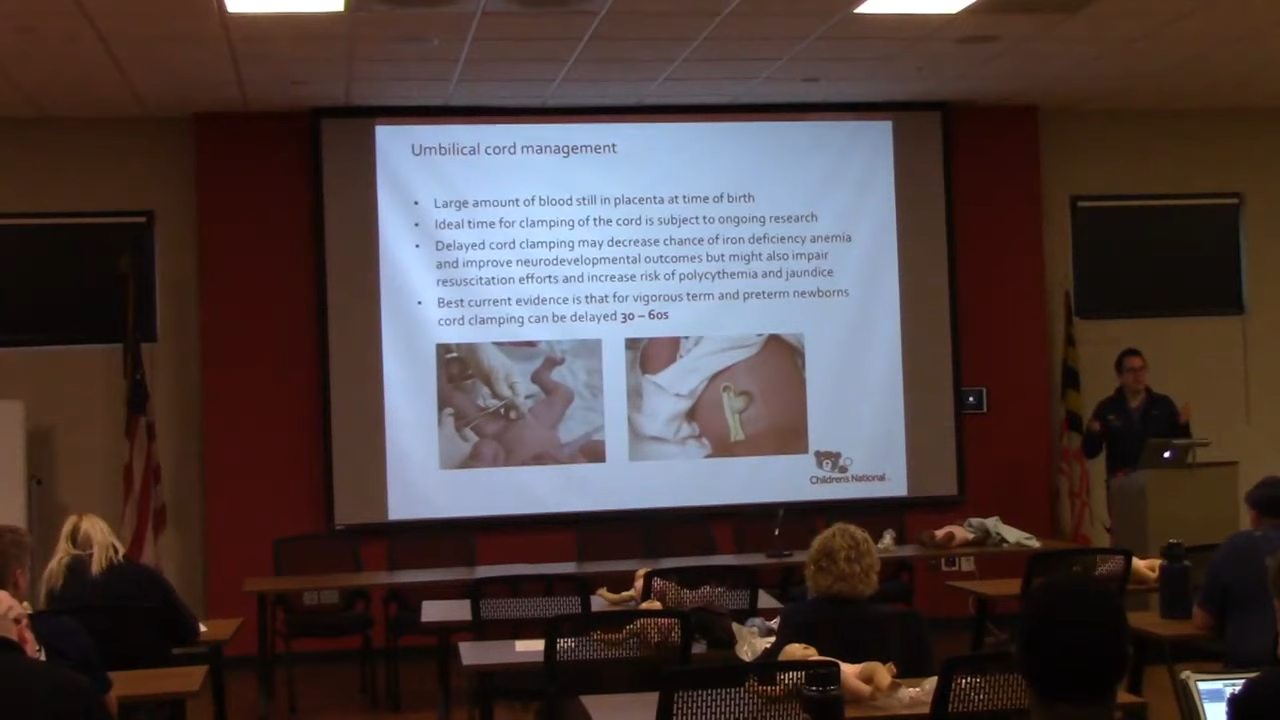 Umbilical cord management
• Large amount of blood still in placenta at time of birth
• Ideal time for clamping of the cord is subject to ongoing research
• Delayed cord clamping may decrease chance of iron deficiency anemia
and improve neurodevelopmental outcomes but might also impair
resuscitation efforts and increase risk of polycythemia and jaundice
• Best current evidence is that for vigorous term and preterm newborns
cord clamping can be delayed 30 – 60s
Children's National